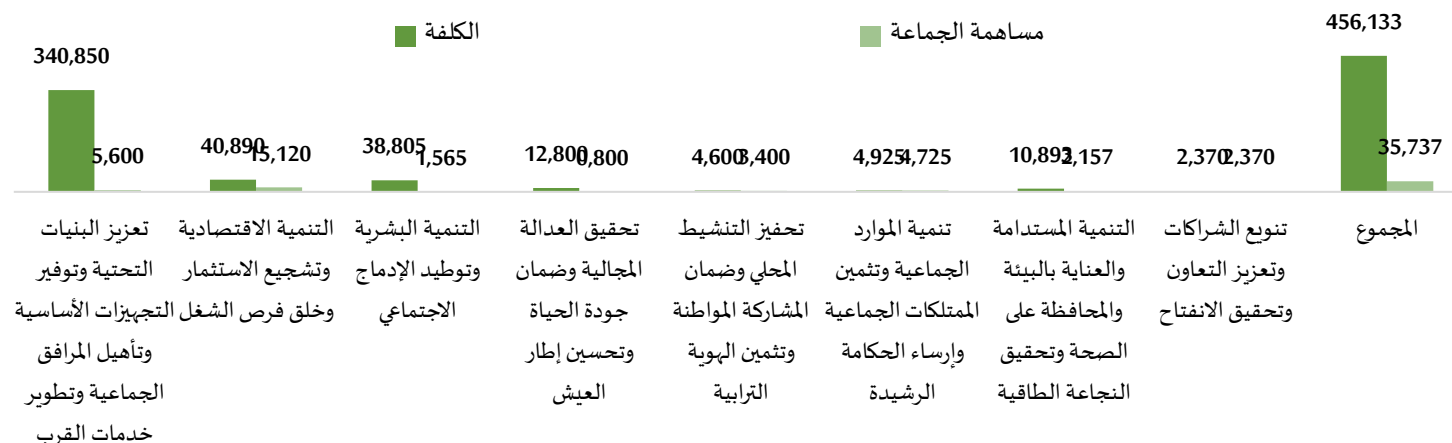 الكلفة
مساهمة الجماعة
340,850
5,600
40,890
15,120
38,805
1,565
12,800
0,800
4,600
3,400
4,925
4,725
10,893
2,157
2,370
2,370
456,133
35,737
تعزيز البنيات
التحتية وتوفير
التجهيزات الأساسية
وتأهيل المرافق
الجماعية وتطوير
خدمات القرب
التنمية الاقتصادية
وتشجيع الاستثمار
وخلق فرص الشغل
التنمية البشرية
وتوطيد الإدماج
الاجتماعي
تحقيق العدالة
المجالية وضمان
جودة الحياة
وتحسين إطار
العيش
تحفيز التنشيط
المحلي وضمان
المشاركة المواطنة
وتثمين الهوية
الترابية
تنمية الموارد
الجماعية وتثمين
الممتلكات الجماعية
وإرساء الحكامة
الرشيدة
التنمية المستدامة
والعناية بالبيئة
والمحافظة على
الصحة وتحقيق
النجاعة الطاقية
تنويع الشراكات
وتعزيز التعاون
وتحقيق الانفتاح
المجموع